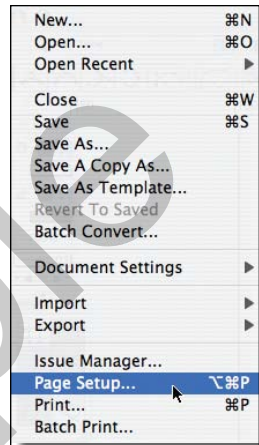 New... ⌘N
Open... ⌘O
Open Recent ▶
Close ⌘W
Save ⌘S
Save As...
Save A Copy As...
Save As Template...
Revert To Saved
Batch Convert...
Document Settings ▶
Import ▶
Export ▶
Issue Manager...
Page Setup... ⌥⌘P
Print... ⌘P
Batch Print...